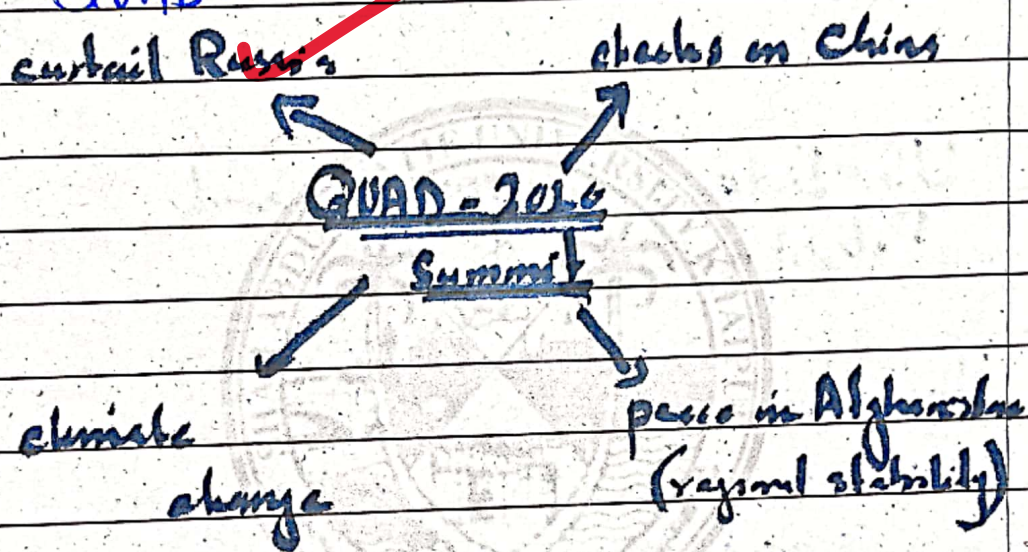 curtail Russia
checks on China
QUAD - 2020
Summit
climate
change
peace in Afghanistan
(regional stability)